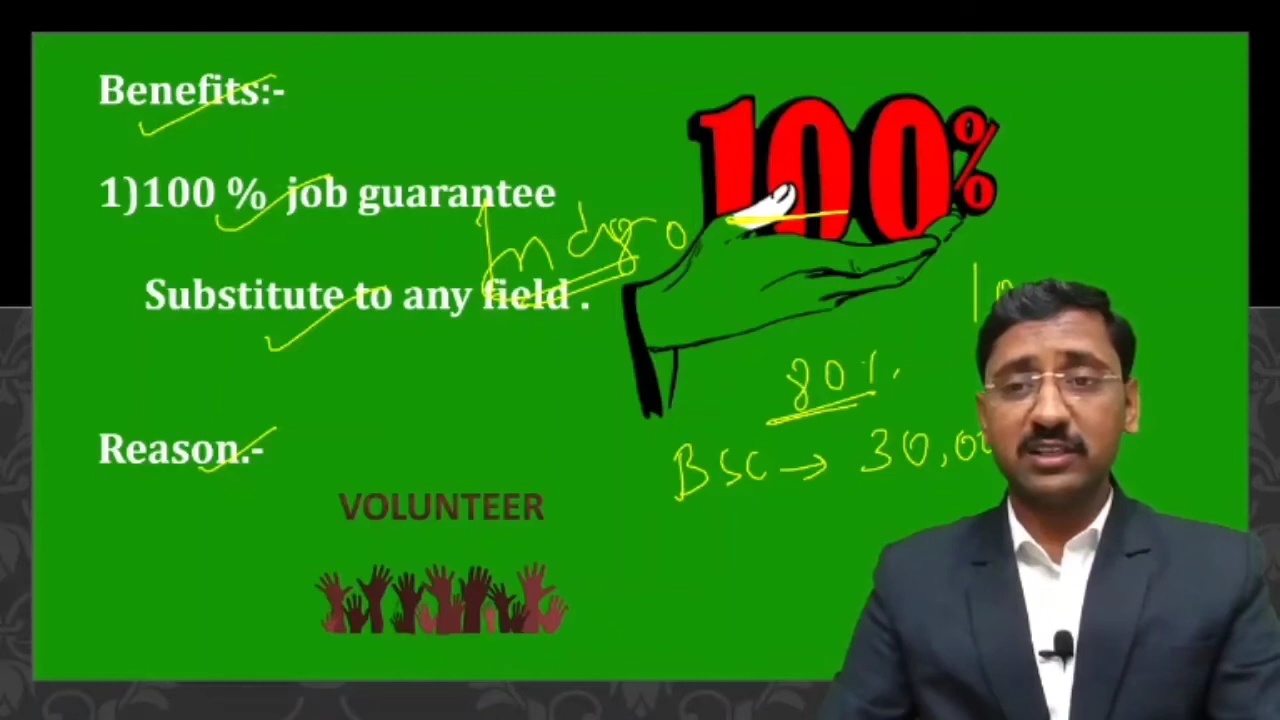 Benefits:-
1)100 % job guarantee
100%
Indigo
Substitute to any field .
80%
BSC → 30,00
Reason.-
VOLUNTEER